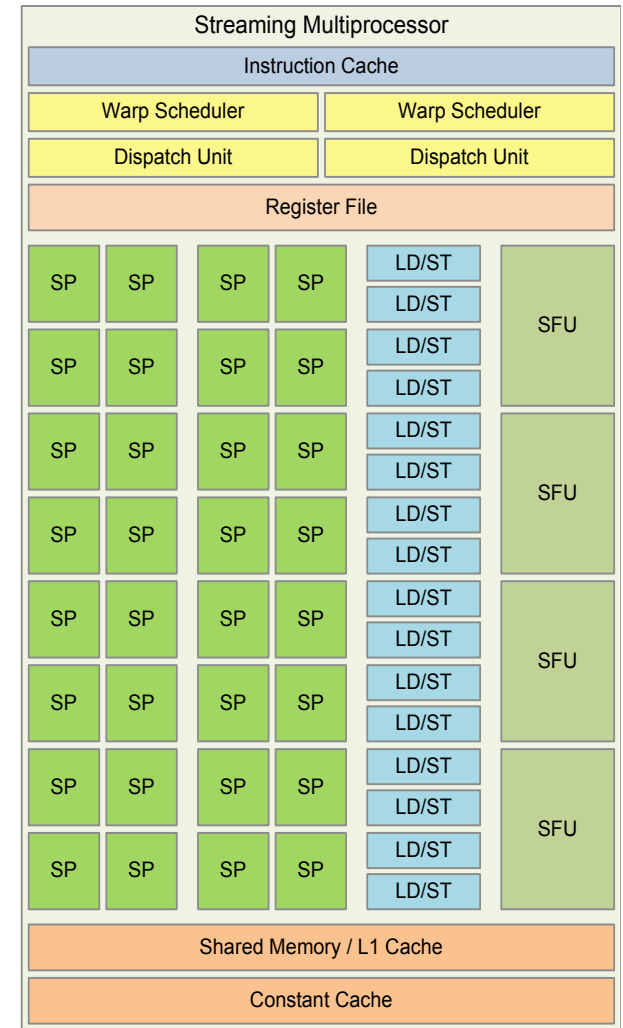 Streaming Multiprocessor
Instruction Cache
Warp Scheduler Warp Scheduler
Dispatch Unit Dispatch Unit
Register File
LD/ST
SP SP SP SP
LD/ST
SFU
LD/ST
SP SP SP SP
LD/ST
LD/ST
SP SP SP SP
LD/ST
SFU
LD/ST
SP SP SP SP
LD/ST
LD/ST
SP SP SP SP
LD/ST
SFU
LD/ST
SP SP SP SP
LD/ST
LD/ST
SP SP SP SP
LD/ST
SFU
LD/ST
SP SP SP SP
LD/ST
Shared Memory / L1 Cache
Constant Cache